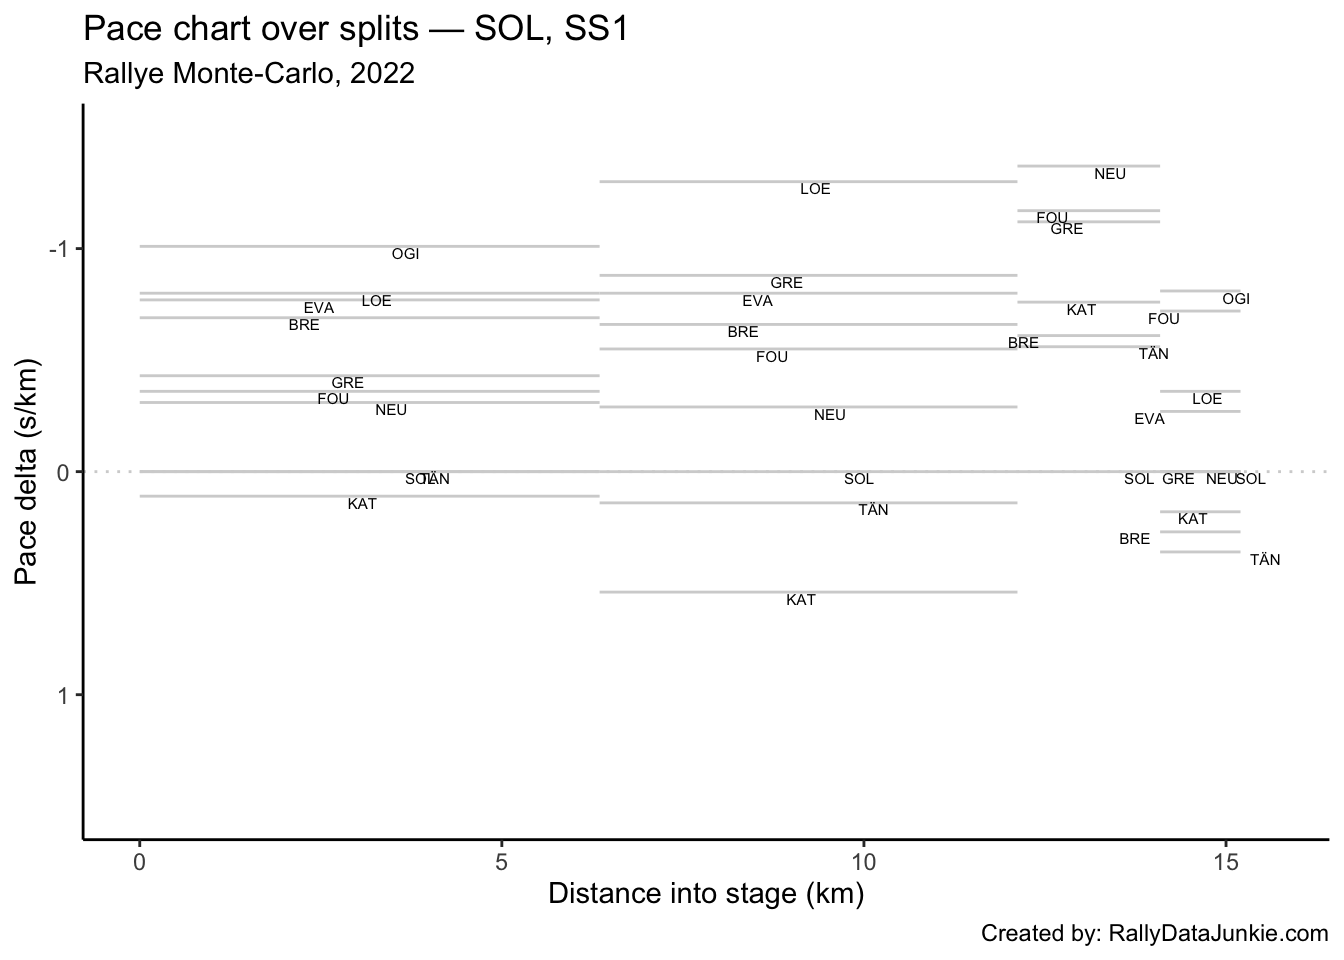 Pace chart over splits — SOL, SS1
Rallye Monte-Carlo, 2022
Pace delta (s/km)
-1
0
1
OGI
LOE
EVA
BRE
GRE
FOU
NEU
SOL
TÄN
KAT
LOE
GRE
EVA
BRE
FOU
NEU
SOL
TÄN
KAT
NEU
FOU
GRE
KAT
BRE
TÄN
SOL
OGI
FOU
LOE
EVA
GRE
NEU
SOL
KAT
BRE
TÄN
0
5
10
15
Distance into stage (km)
Created by: RallyDataJunkie.com